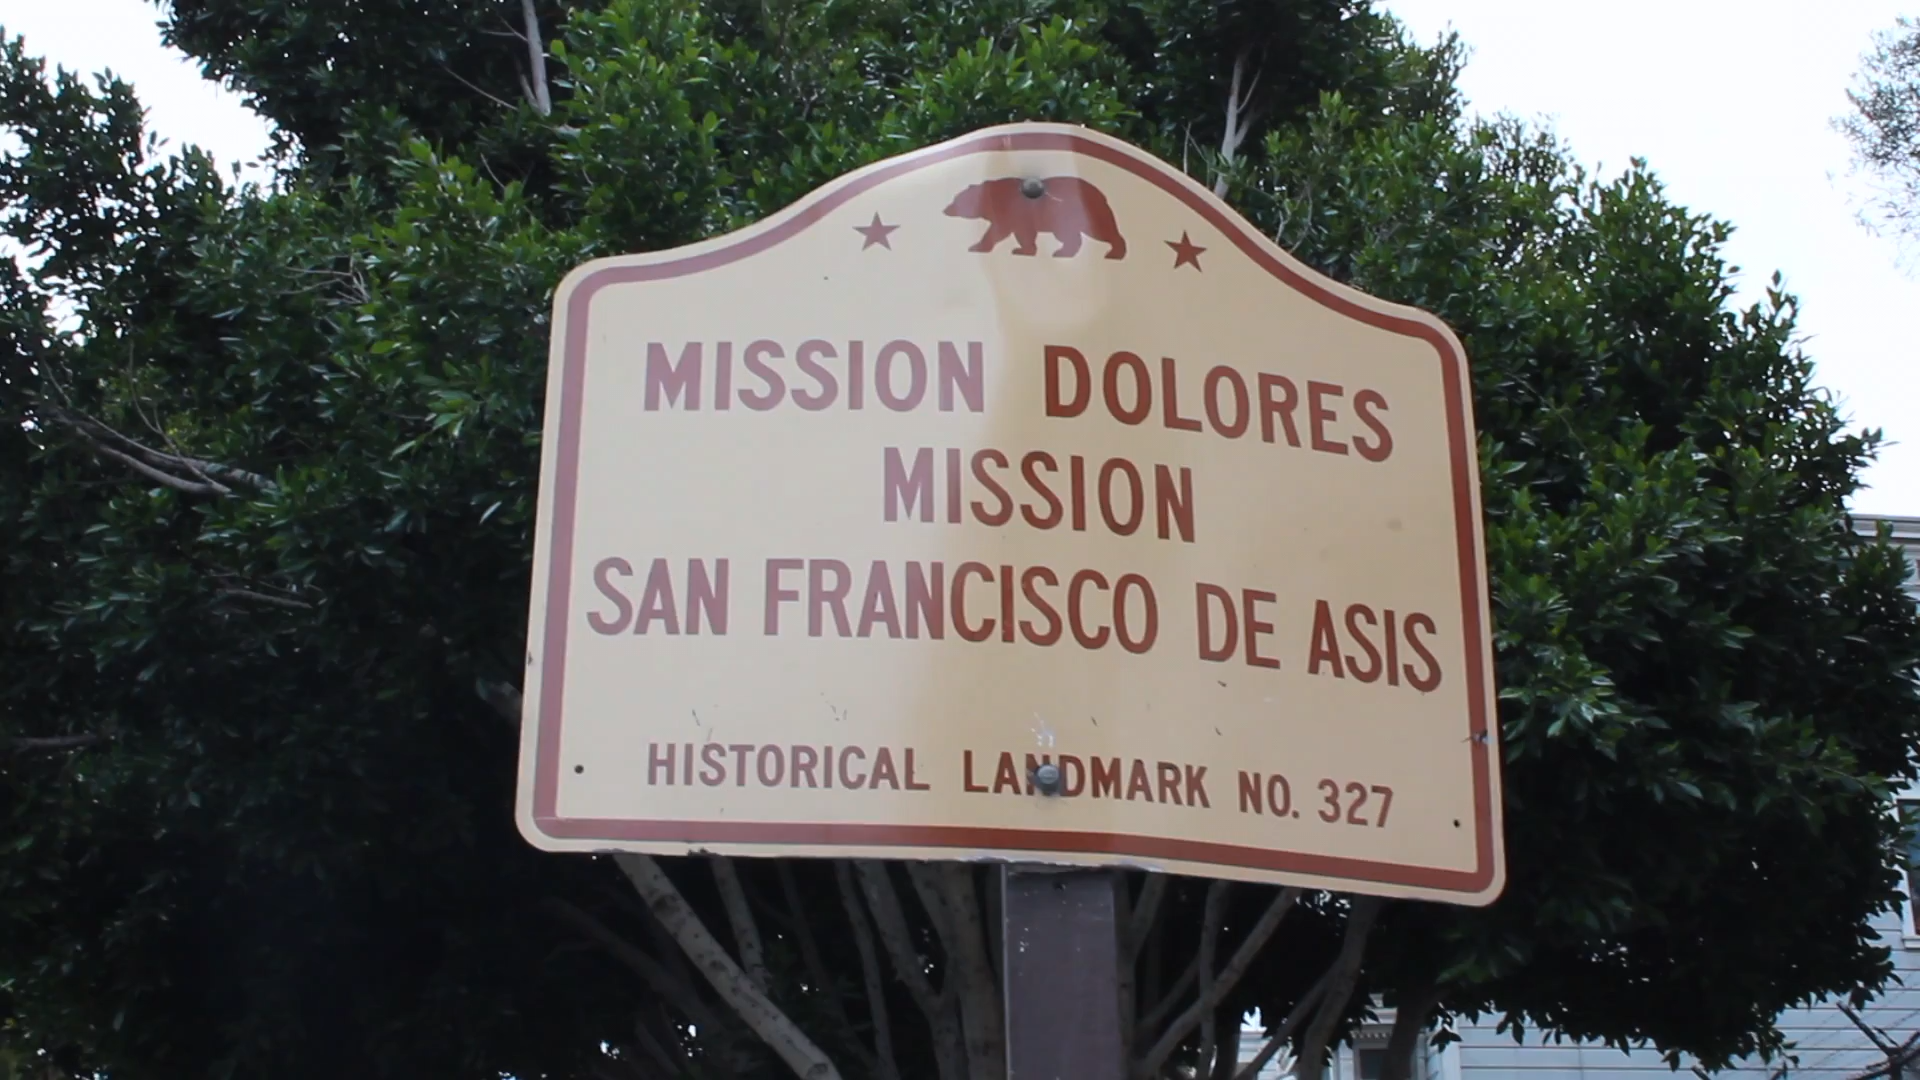 MISSION DOLORES
MISSION
SAN FRANCISCO DE ASIS
HISTORICAL LANDMARK NO. 327